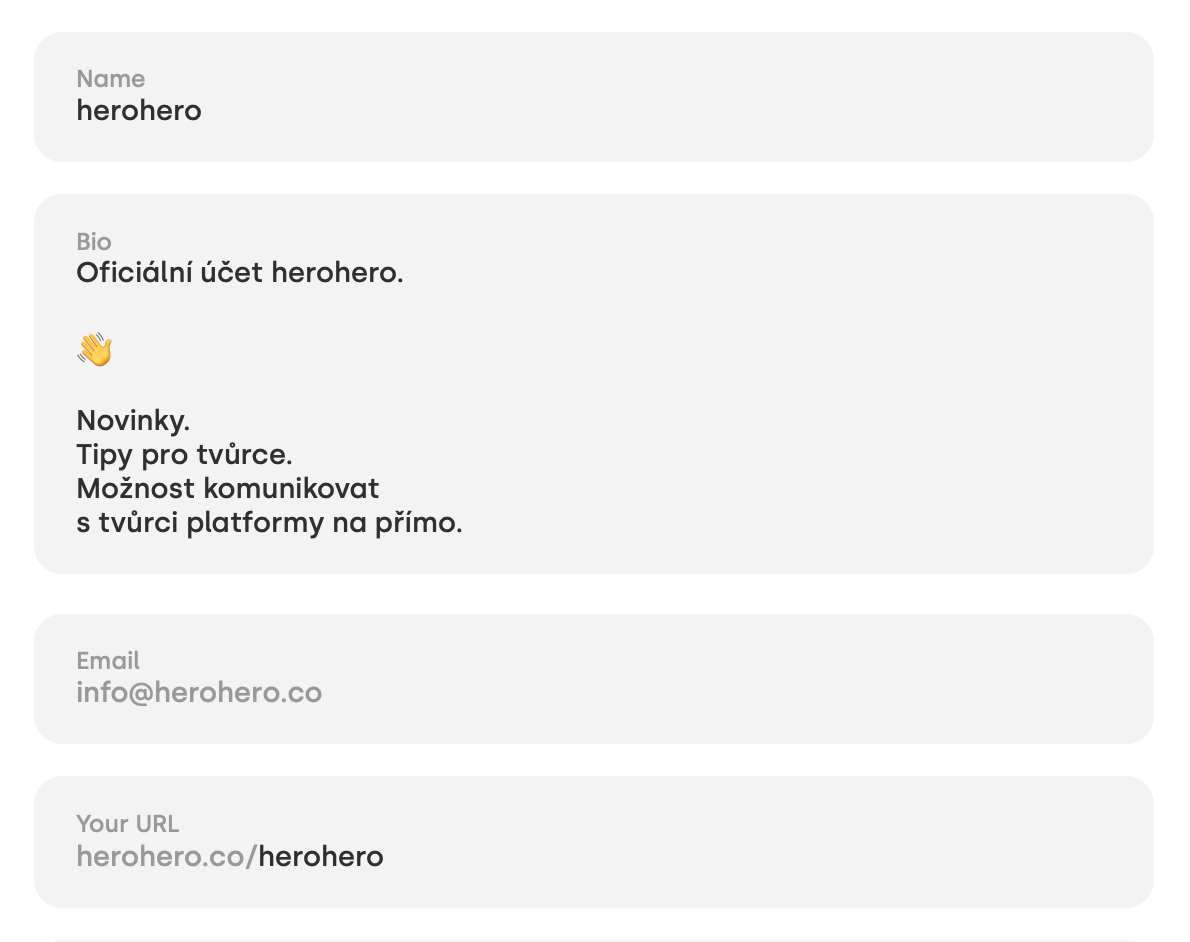 Name
herohero
Bio
Oficiální účet herohero.
👋
Novinky.
Tipy pro tvůrce.
Možnost komunikovat
s tvůrci platformy na přímo.
Email
info@herohero.co
Your URL
herohero.co/herohero